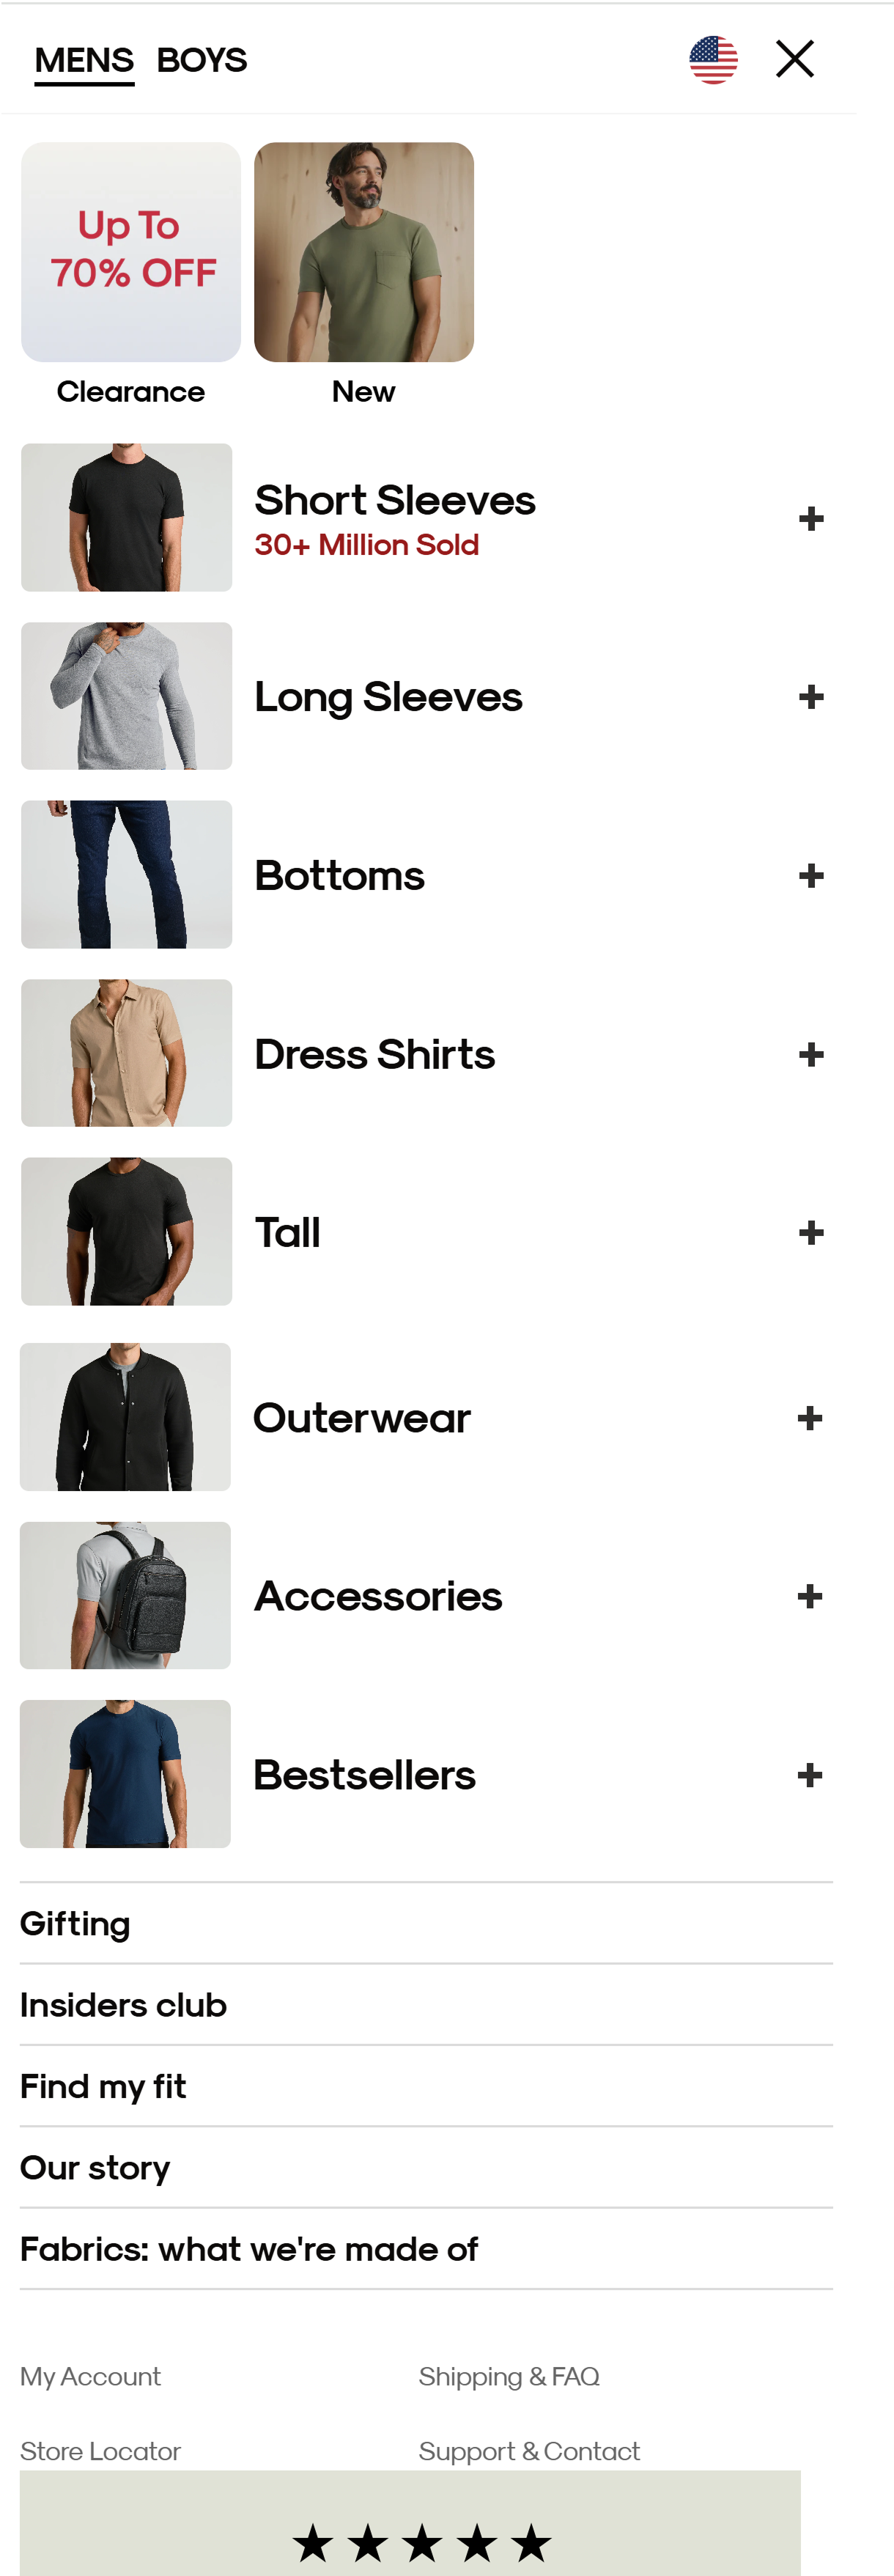 MENS BOYS
Up To
70% OFF
Clearance New
Short Sleeves
30+ Million Sold
Long Sleeves
Bottoms
Dress Shirts
Tall
Outerwear
Accessories
Bestsellers
Gifting
Insiders club
Find my fit
Our story
Fabrics: what we're made of
My Account Shipping & FAQ
Store Locator Support & Contact